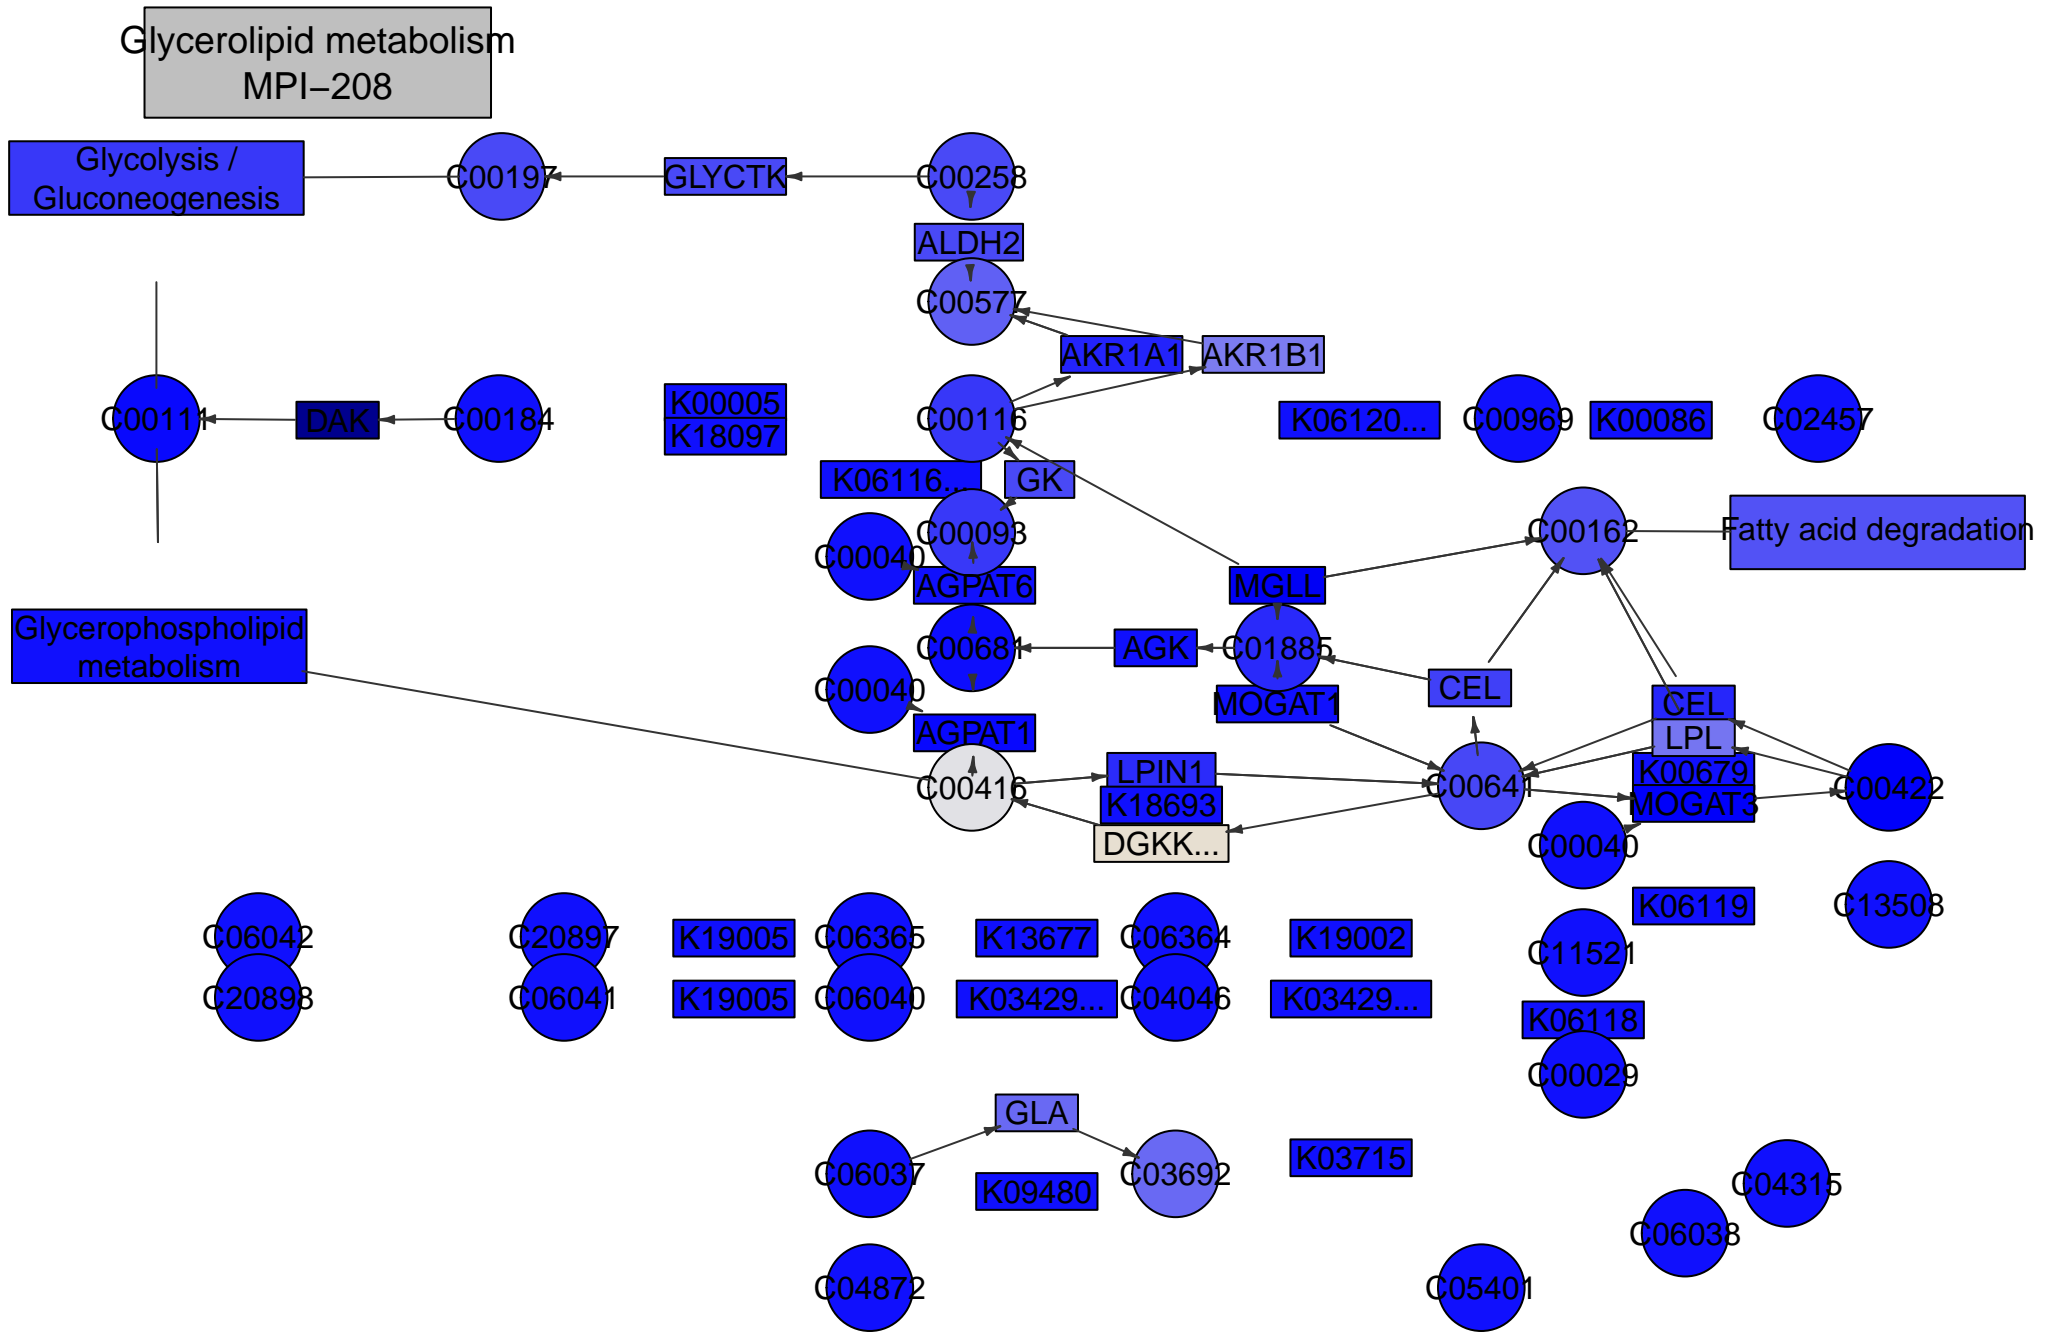 Glycerolipid metabolism
MPI−208
Glycolysis /
Gluconeogenesis
C00197
GLYCTK
C00258
ALDH2
C00577
AKR1A1
AKR1B1
C00111
DAK
C00184
K00005
K18097
C00116
K06120...
C00969
K00086
C02457
K06116...
GK
C00093
C00040
AGPAT6
MGLL
C00162
Fatty acid degradation
Glycerophospholipid
metabolism
C00681
AGK
C01885
C00040
MOGAT1
CEL
CEL
LPL
AGPAT1
C00416
LPIN1
K18693
DGKK...
C00641
K00679
MOGAT3
C00422
C00040
K06119
C13508
C06042
C20897
K19005
C06365
K13677
C06364
K19002
C11521
C20898
C06041
K19005
C06040
K03429...
C04046
K03429...
K06118
C00029
GLA
C06037
K09480
C03692
K03715
C04315
C06038
C04872
C05401